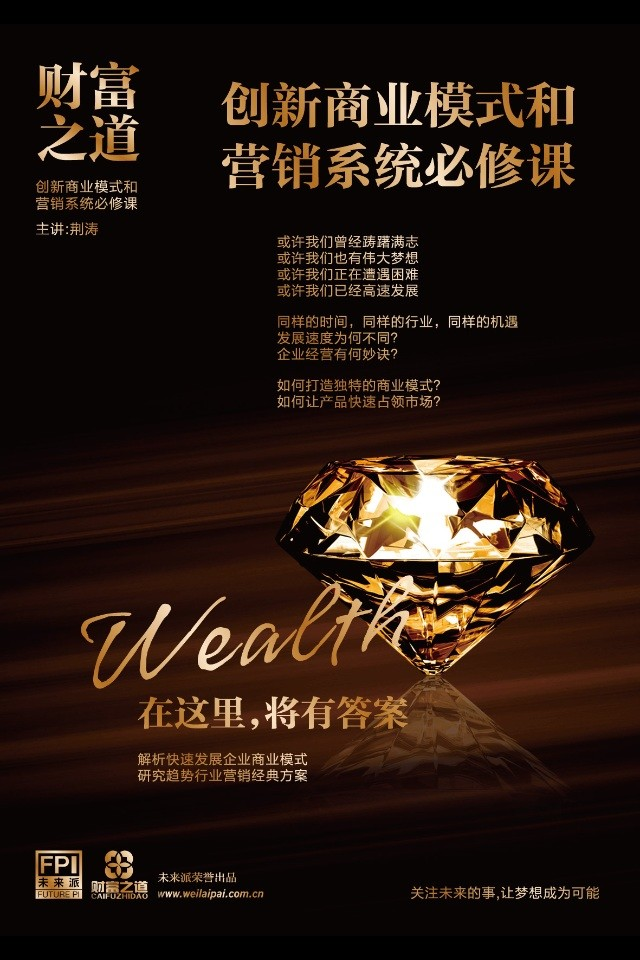 财富
之道
创新商业模式和
营销系统必修课
主讲:荆涛
创新商业模式和
营销系统必修课
或许我们曾经踌躇满志
或许我们也有伟大梦想
或许我们正在遭遇困难
或许我们已经高速发展
同样的时间，同样的行业，同样的机遇
发展速度为何不同？
企业经营有何妙诀？
如何打造独特的商业模式？
如何让产品快速占领市场？
Wealth
在这里,将有答案
解析快速发展企业商业模式
研究趋势行业营销经典方案
FPI
未来派
FUTURE PI
财富之道
CAIFUZHIDAO
未来派荣誉出品
www.weilaipai.com.cn
关注未来的事,让梦想成为可能